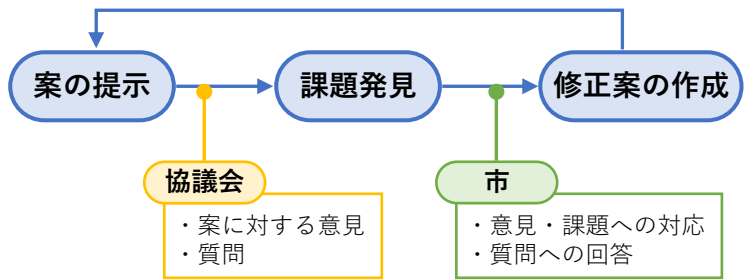 案の提示
課題発見
修正案の作成
協議会
・案に対する意見
・質問
市
・意見・課題への対応
・質問への回答